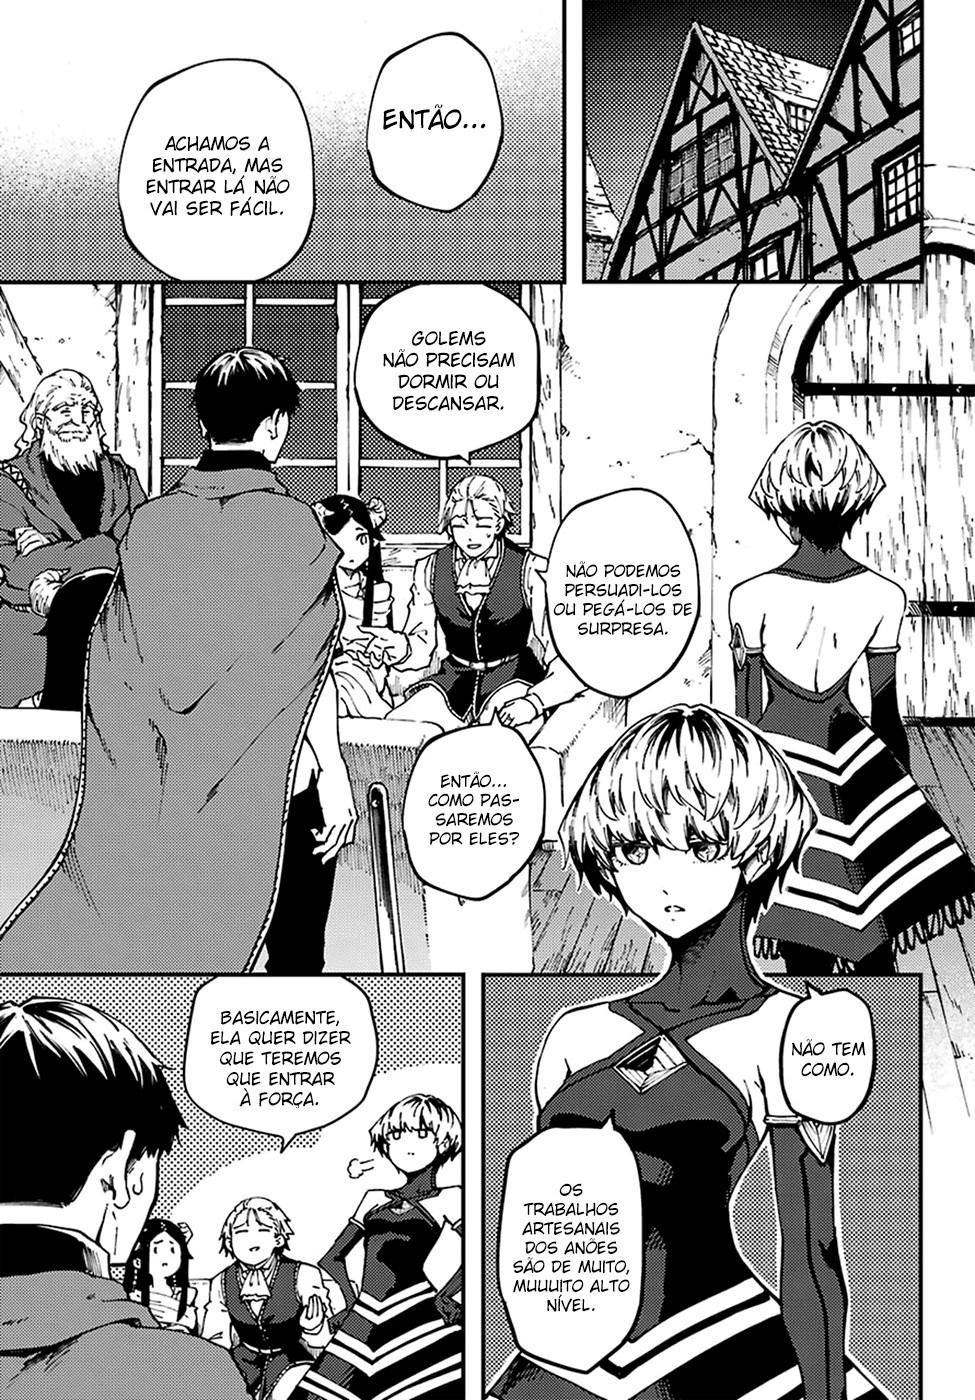 ENTÃO...
ACHAMOS A
ENTRADA, MAS
ENTRAR LÁ NÃO
VAI SER FÁCIL.
GOLEMS
NÃO PRECISAM
DORMIR OU
DESCANSAR.
NÃO PODEMOS
PERSUADI-LOS
OU PEGÁ-LOS DE
SURPRESA.
ENTÃO...
COMO PAS-
SAREMOS
POR ELES?
NÃO TEM
COMO.
OS
TRABALHOS
ARTESANAIS
DOS ANÕES
SÃO DE MUITO,
MUUUITO ALTO
NÍVEL.
BASICAMENTE,
ELA QUER DIZER
QUE TEREMOS
QUE ENTRAR
À FORÇA.